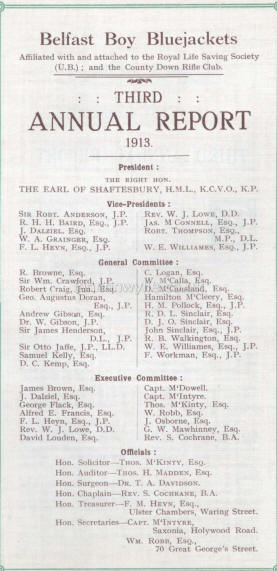 Belfast Boy Bluejackets
Affiliated with and attached to the Royal Life Saving Society
(U.B.); and the County Down Rifle Club.
: : THIRD : :
ANNUAL REPORT
1913.
President :
THE RIGHT HON.
THE EARL OF SHAFTESBURY, H.M.L., K.C.V.O., K.P.
Vice-Presidents :
Sir Robt. Anderson, J.P.
R. H. H. Baird, Esq., J.P.
J. Dalziel, Esq.
W. A. Grainger, Esq.
F. L. Heyn, Esq., J.P.
Rev. W. J. Lowe, D.D.
Jas. M'Connell, Esq., J.P.
Robt. Thompson, Esq.,
M.P., D.L.
W. E. Williames, Esq., J.P.
General Committee :
R. Browne, Esq.
Sir Wm. Crawford, J.P.
Robert Craig, Jun., Esq.
Geo. Augustus Doran,
Esq., J.P.
Andrew Gibson, Esq.
Dr. W. Gibson, J.P.
Sir James Henderson,
D.L., J.P.
Sir Otto Jaffe, J.P., LL.D.
Samuel Kelly, Esq.
D. C. Kemp, Esq.
C. Logan, Esq.
W. M'Calla, Esq.
D. M'Causland, Esq.
Hamilton M'Cleery, Esq.
H. M. Pollock, Esq., J.P.
R. D. L. Sinclair, Esq.
D. J. O. Sinclair, Esq.
John Sinclair, Esq., J.P.
R. B. Walkington, Esq.
W. E. Williames, Esq., J.P.
F. Workman, Esq., J.P.
Executive Committee :
James Brown, Esq.
J. Dalziel, Esq.
George Flack, Esq.
Alfred E. Francis, Esq.
F. L. Heyn, Esq., J.P.
Rev. W. J. Lowe, D.D.
David Louden, Esq.
Capt. M'Dowell.
Capt. M'Intyre.
Thos. M'Kinty, Esq.
W. Robb, Esq.
J. Osborne, Esq.
G. W. Mawhinney, Esq.
Rev. S. Cochrane, B.A.
Officials :
Hon. Solicitor—Thos. M'Kinty, Esq.
Hon. Auditor—Thos. H. Madden, Esq.
Hon. Surgeon—Dr. T. A. Davidson.
Hon. Chaplain—Rev. S. Cochrane, B.A.
Hon. Treasurer—F. M. Heyn, Esq.,
Ulster Chambers, Waring Street.
Hon. Secretaries—Capt. M'Intyre,
Saxonia, Holywood Road.
Wm. Robb, Esq.,
70 Great George's Street.